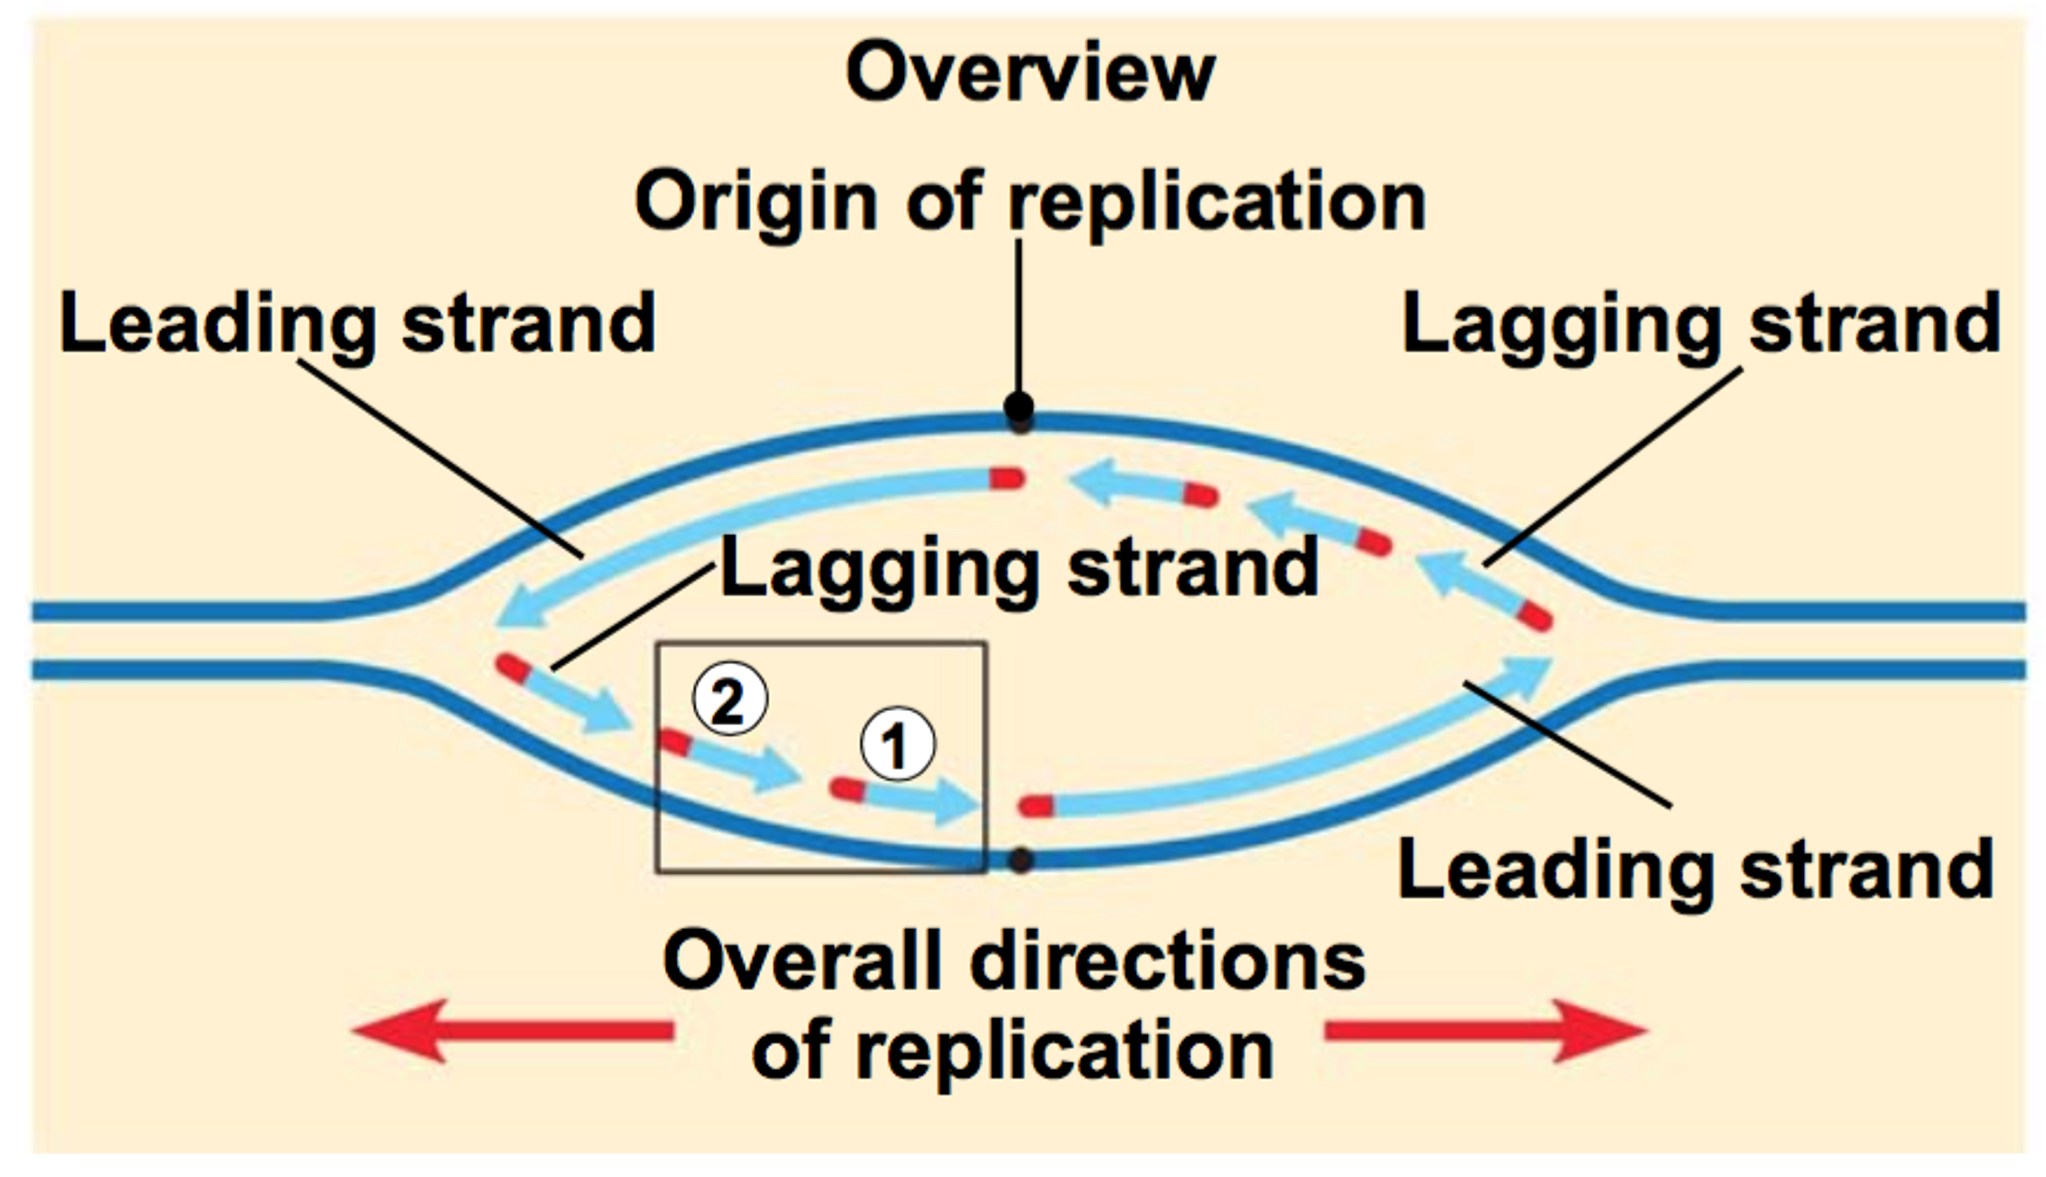 Overview
Origin of replication
Leading strand
Lagging strand
Lagging strand
2
1
Leading strand
Overall directions
of replication